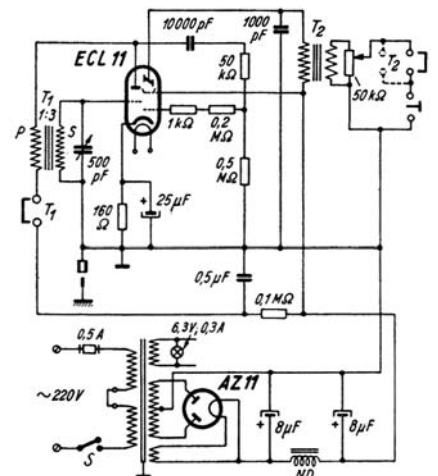 10000 pF
1000
pF
ECL 11
T₂
T₂
50
kΩ
50 kΩ
T₁
1:3
P
S
500
pF
1 kΩ
0,2
MΩ
T₁
0,5
MΩ
+
25 µF
160
Ω
0,5 µF
0,1 MΩ
0,5 A
6,3V, 0,3A
AZ 11
~220V
+
8µF
+
8µF
S
ND